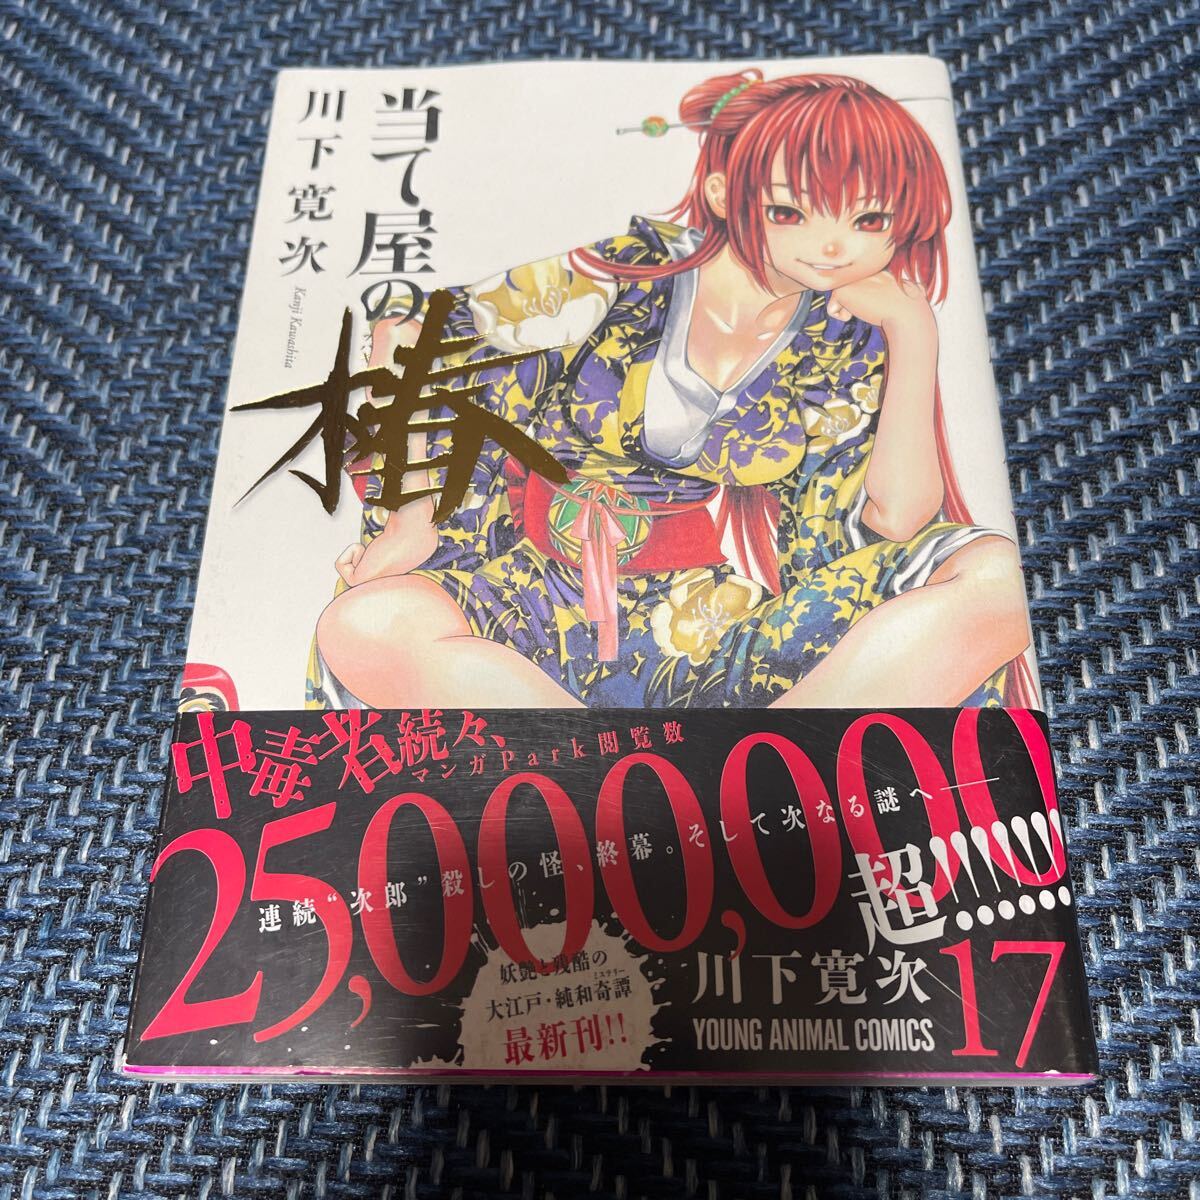 当て屋の
椿
川下寛次
Kanji Kawashita
中毒者続々、
マンガPark閲覧数
25,000,000
超!!!!!!
連続“次郎”殺しの怪、終幕。そして次なる謎へ――
妖艶と残酷の
大江戸・純和奇譚
ミステリー
最新刊!!
川下寛次
17
YOUNG ANIMAL COMICS